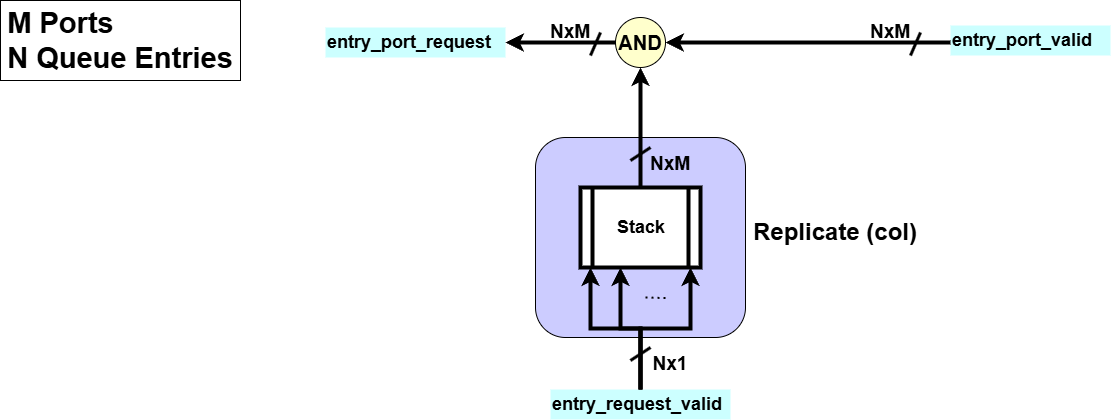 M Ports
N Queue Entries
entry_port_request
NxM
AND
NxM
entry_port_valid
NxM
Stack
Replicate (col)
....
Nx1
entry_request_valid